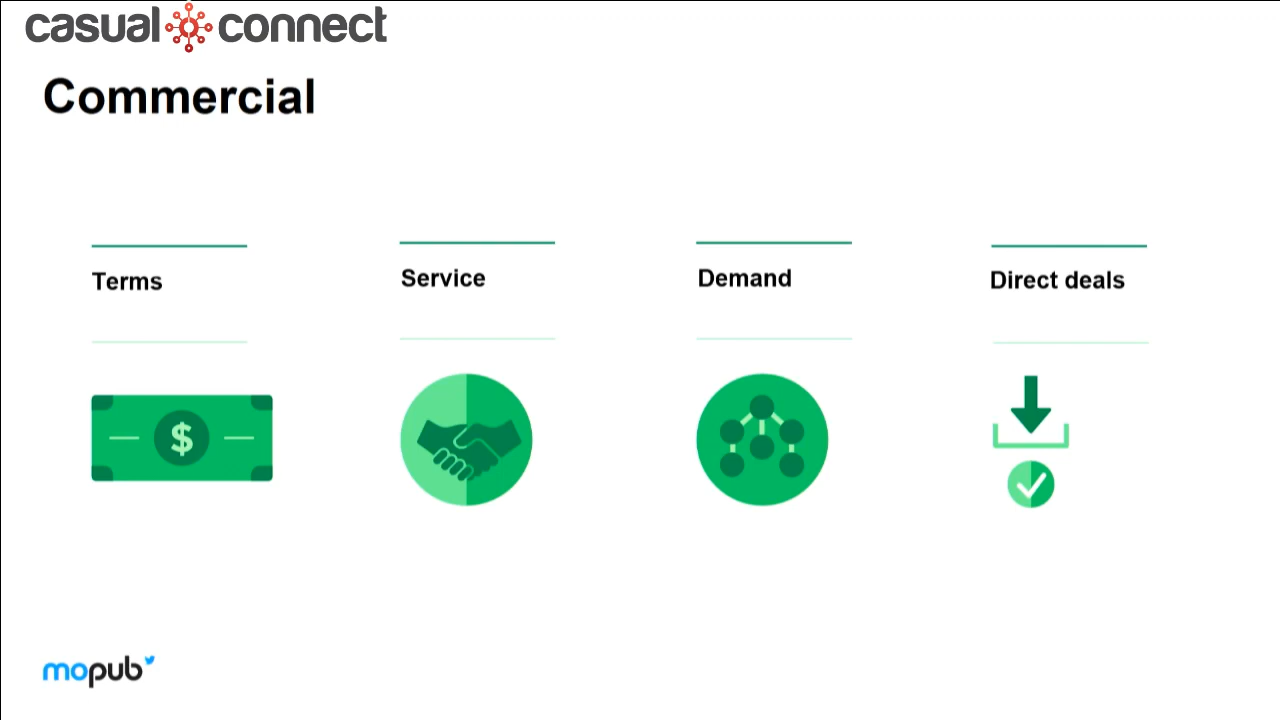 casual connect
Commercial
Terms
Service
Demand
Direct deals
$
mopub